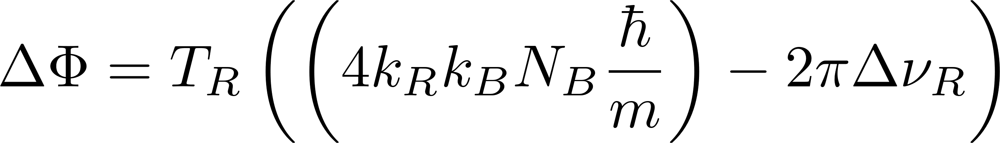 ΔΦ = T_R ((4k_R k_B N_B ħ/m) − 2πΔν_R)